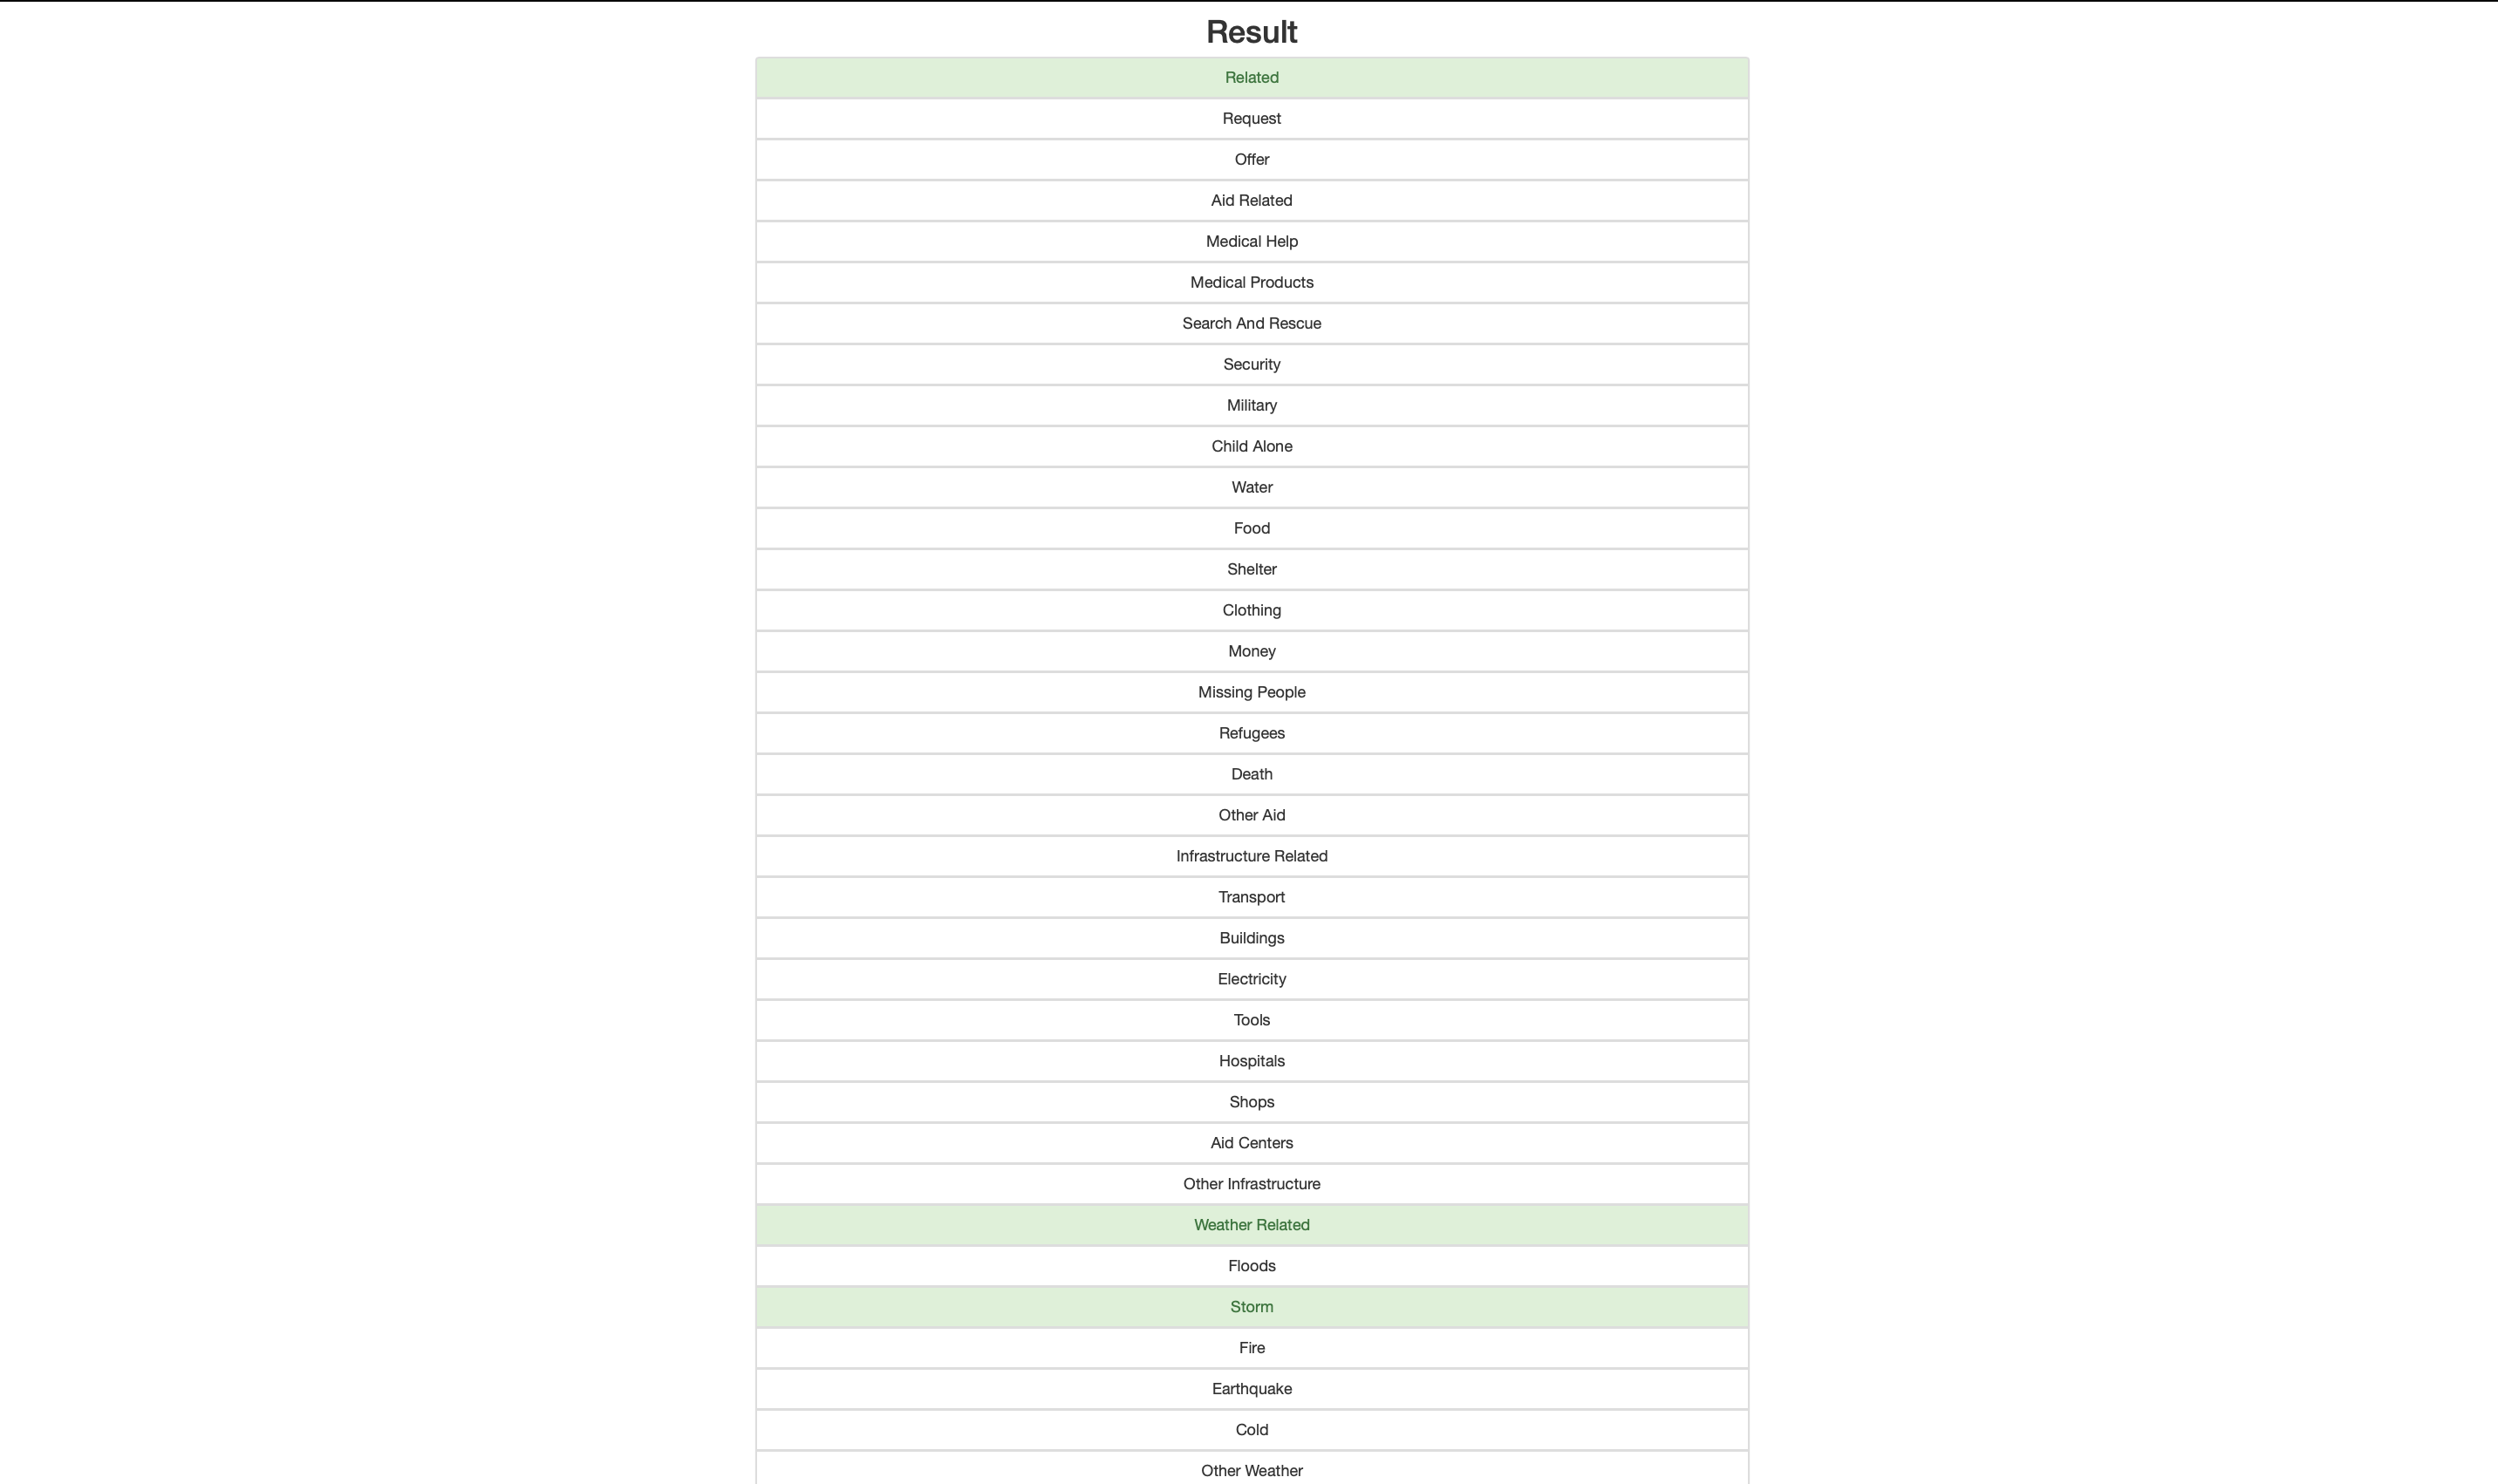 Result
Related
Request
Offer
Aid Related
Medical Help
Medical Products
Search And Rescue
Security
Military
Child Alone
Water
Food
Shelter
Clothing
Money
Missing People
Refugees
Death
Other Aid
Infrastructure Related
Transport
Buildings
Electricity
Tools
Hospitals
Shops
Aid Centers
Other Infrastructure
Weather Related
Floods
Storm
Fire
Earthquake
Cold
Other Weather